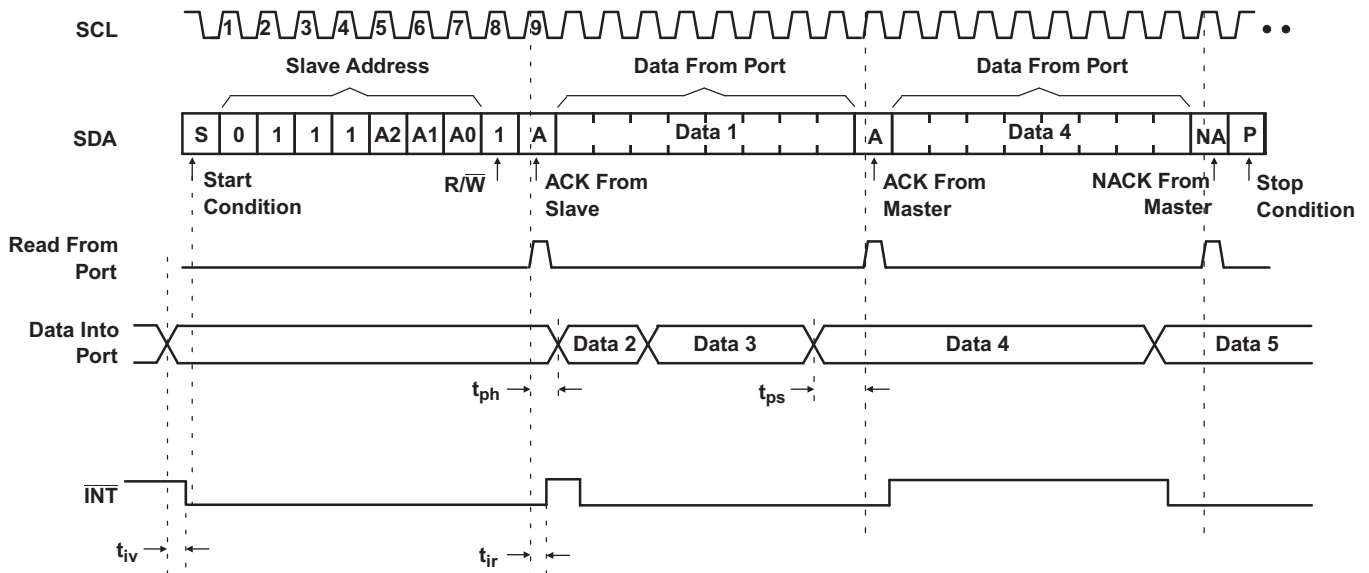 SCL
1 2 3 4 5 6 7 8 9
Slave Address
Data From Port
Data From Port
SDA
S 0 1 1 1 A2 A1 A0 1 A Data 1 A Data 4 NA P
Start
Condition
R/W̅
ACK From
Slave
ACK From
Master
NACK From
Master
Stop
Condition
Read From
Port
Data Into
Port
Data 2 Data 3 Data 4 Data 5
tph
tps
I̅N̅T̅
tiv
tir